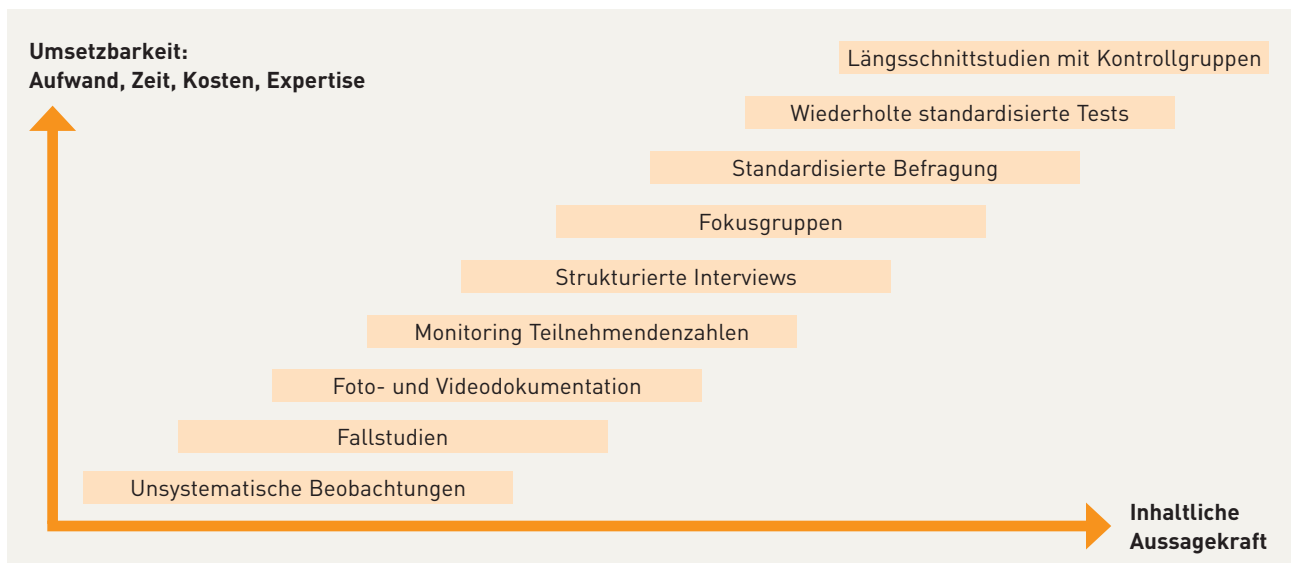 Umsetzbarkeit:
Aufwand, Zeit, Kosten, Expertise
Längsschnittstudien mit Kontrollgruppen
Wiederholte standardisierte Tests
Standardisierte Befragung
Fokusgruppen
Strukturierte Interviews
Monitoring Teilnehmendenzahlen
Foto- und Videodokumentation
Fallstudien
Unsystematische Beobachtungen
Inhaltliche
Aussagekraft